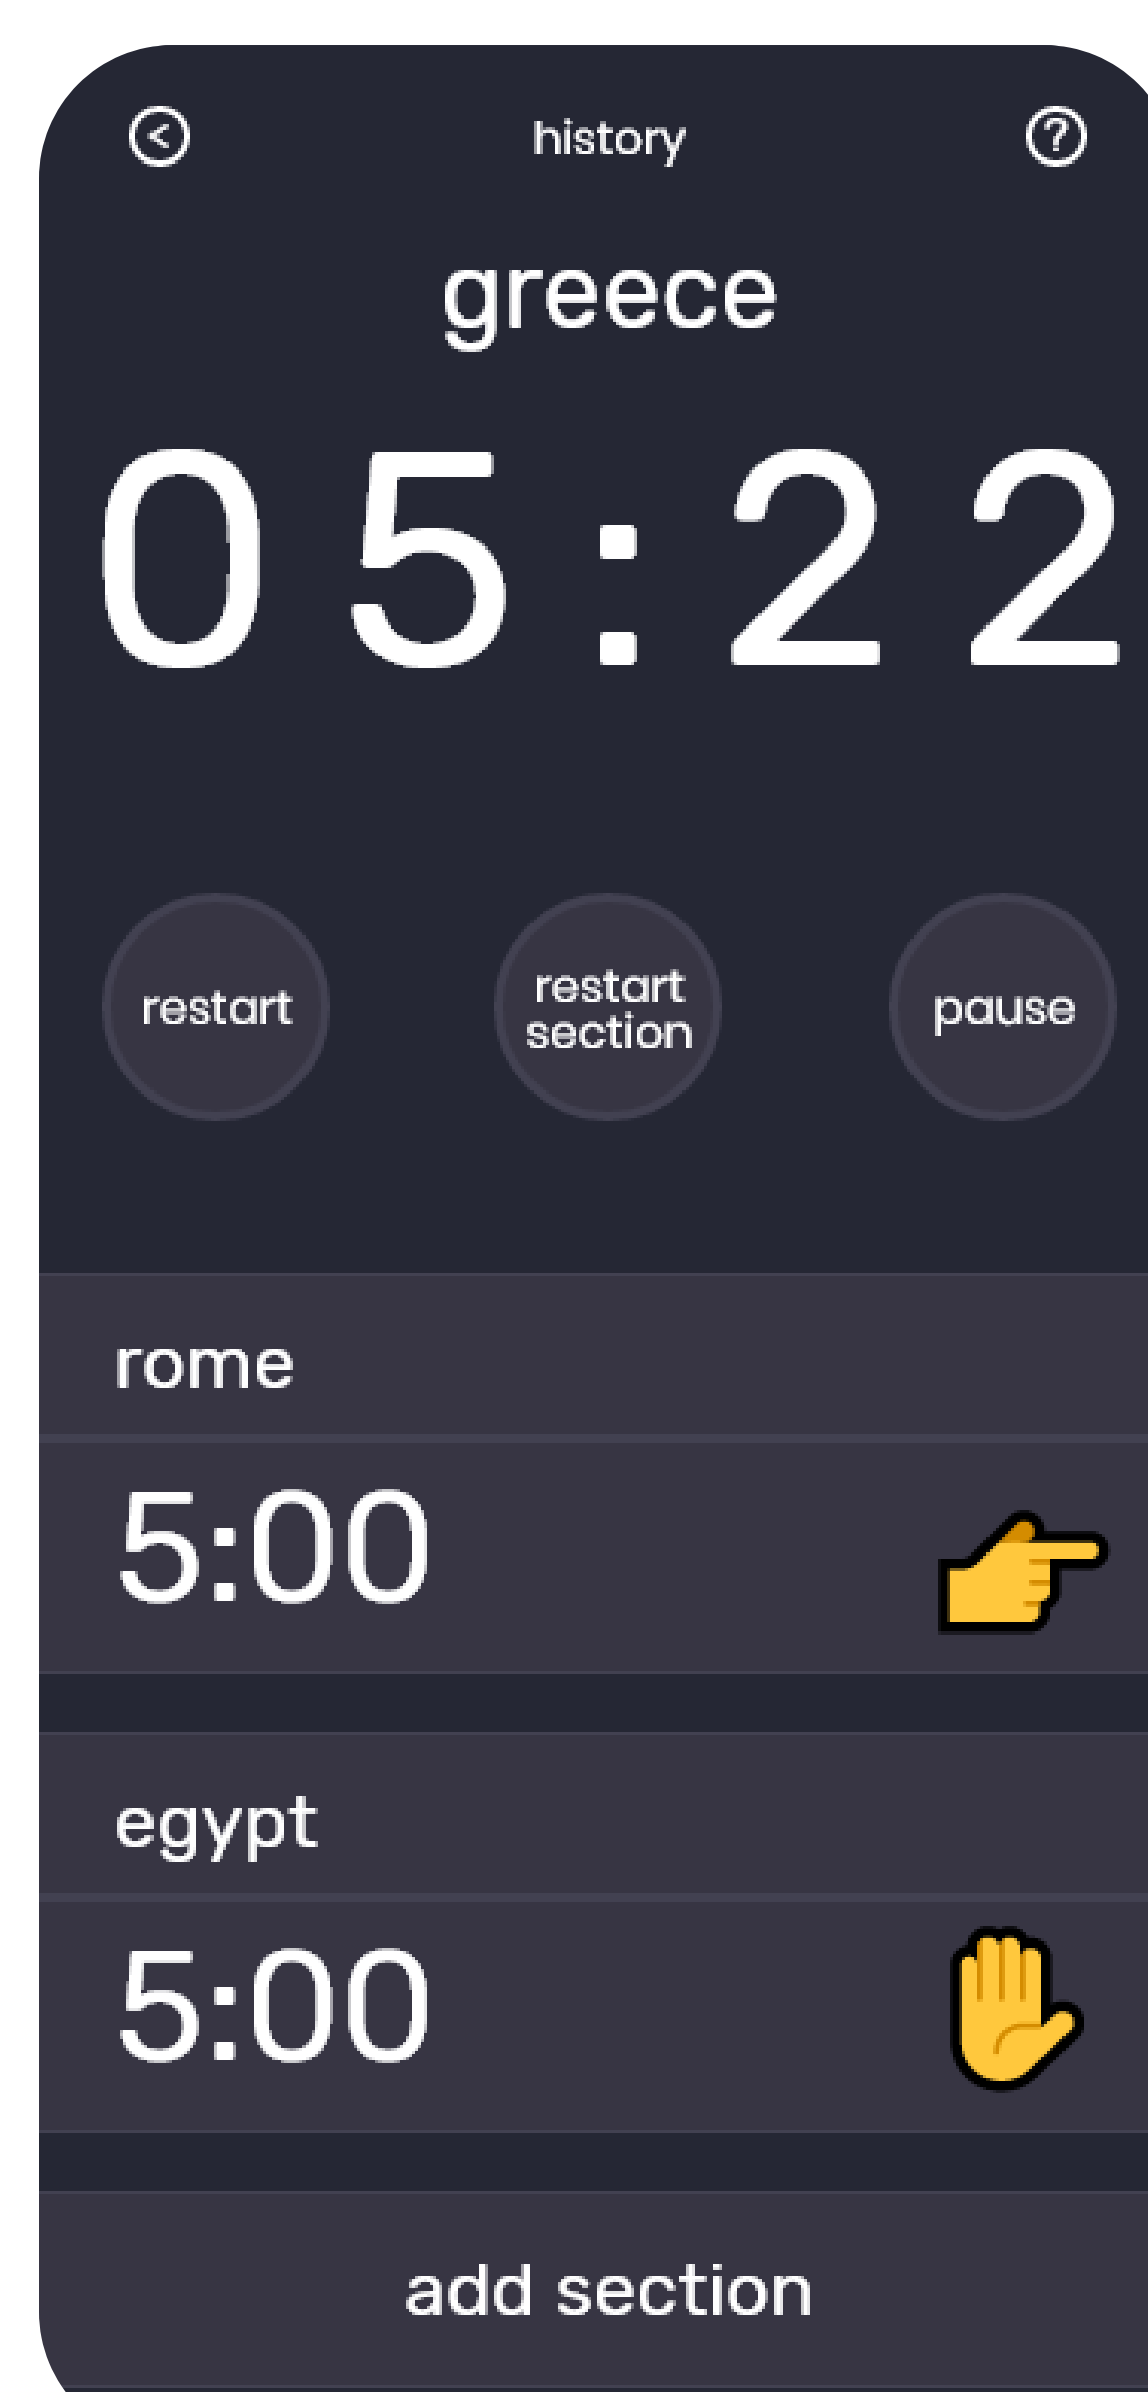 <
history
?
greece
05:22
restart
restart
section
pause
rome
5:00
egypt
5:00
add section